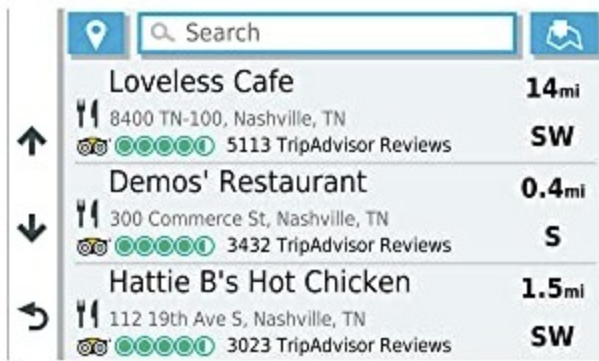 Search
Loveless Cafe
14mi
8400 TN-100, Nashville, TN
5113 TripAdvisor Reviews
SW
Demos' Restaurant
0.4mi
300 Commerce St, Nashville, TN
3432 TripAdvisor Reviews
S
Hattie B's Hot Chicken
1.5mi
112 19th Ave S, Nashville, TN
3023 TripAdvisor Reviews
SW